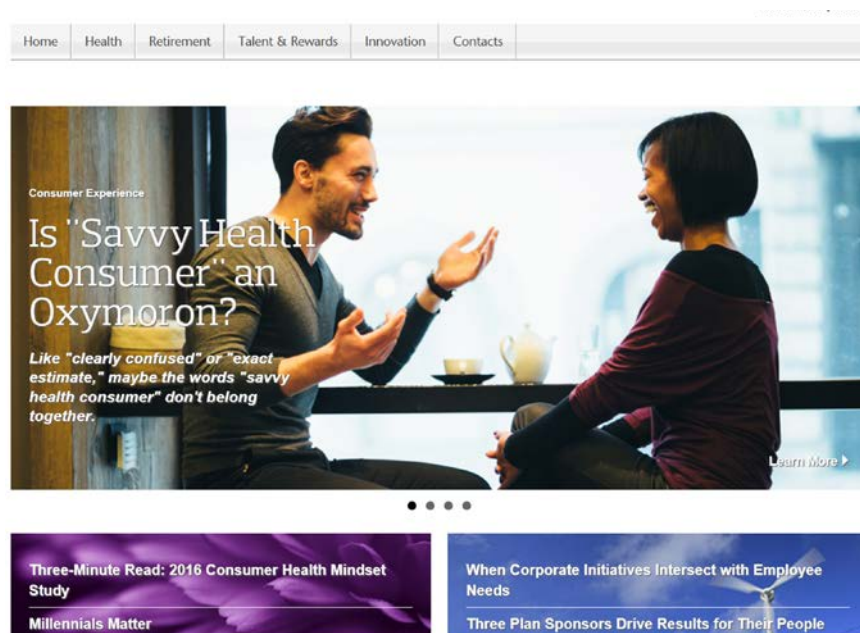 Home Health Retirement Talent & Rewards Innovation Contacts
Consumer Experience
Is "Savvy Health
Consumer" an
Oxymoron?
Like "clearly confused" or "exact
estimate," maybe the words "savvy
health consumer" don't belong
together.
Learn More
Three-Minute Read: 2016 Consumer Health Mindset
Study
Millennials Matter
When Corporate Initiatives Intersect with Employee
Needs
Three Plan Sponsors Drive Results for Their People